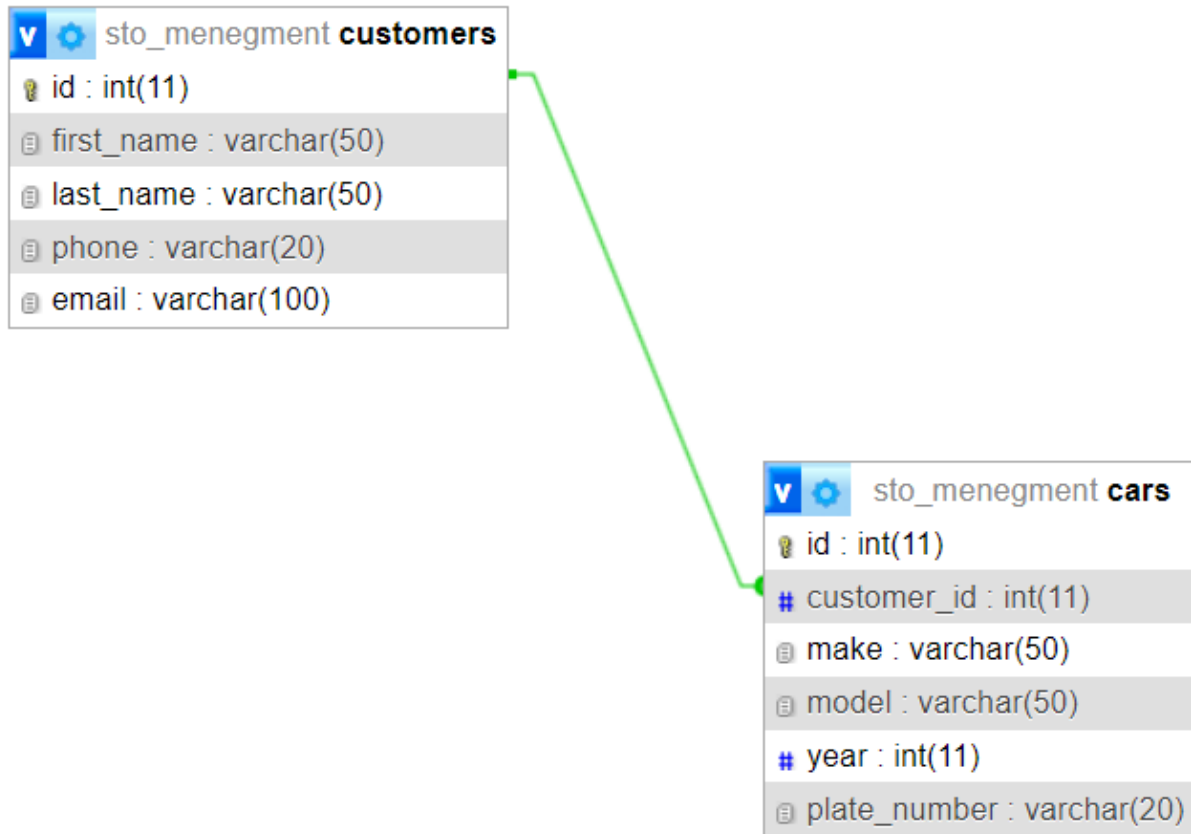 v sto_menegment customers
id : int(11)
first_name : varchar(50)
last_name : varchar(50)
phone : varchar(20)
email : varchar(100)
v sto_menegment cars
id : int(11)
# customer_id : int(11)
make : varchar(50)
model : varchar(50)
# year : int(11)
plate_number : varchar(20)